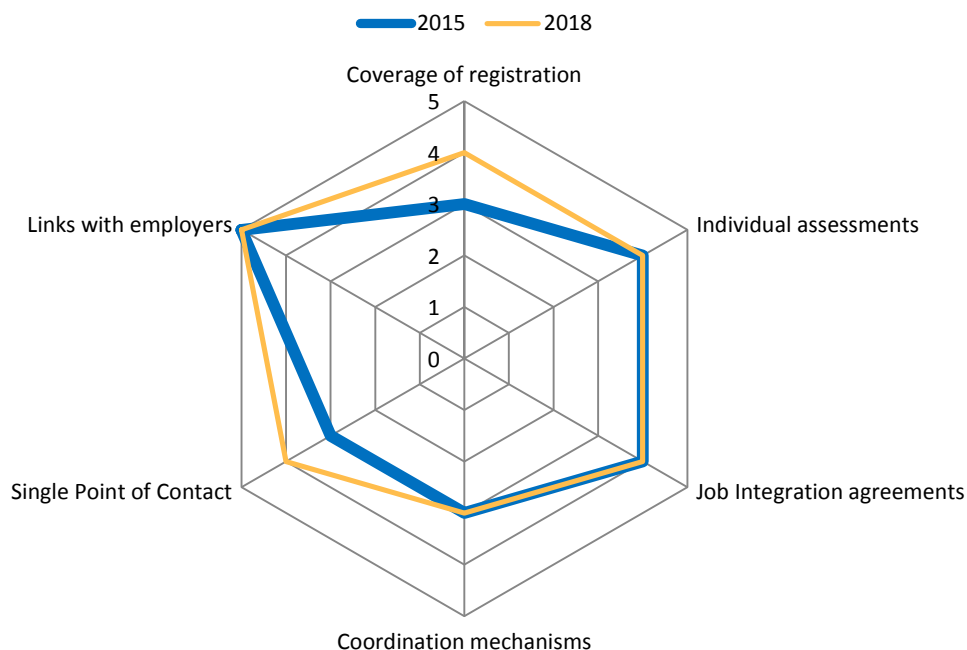 2015 2018
Coverage of registration
5
4
3
2
1
0
Links with employers
Individual assessments
Single Point of Contact
Job Integration agreements
Coordination mechanisms